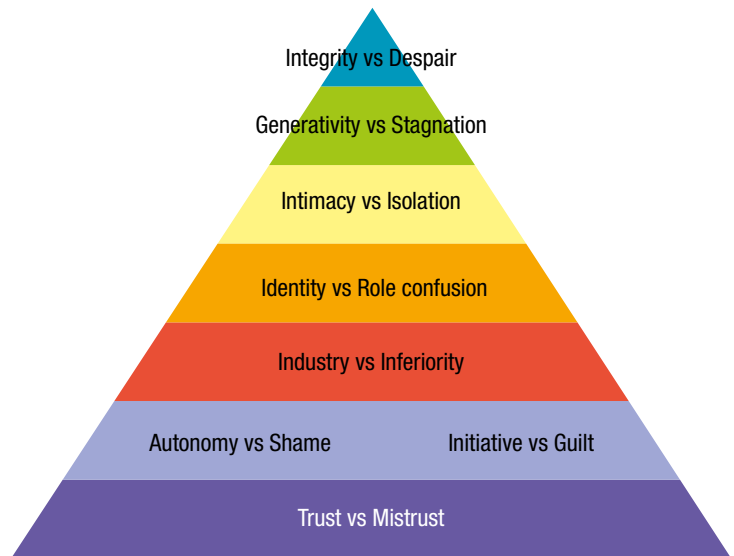 Integrity vs Despair
Generativity vs Stagnation
Intimacy vs Isolation
Identity vs Role confusion
Industry vs Inferiority
Autonomy vs Shame
Initiative vs Guilt
Trust vs Mistrust